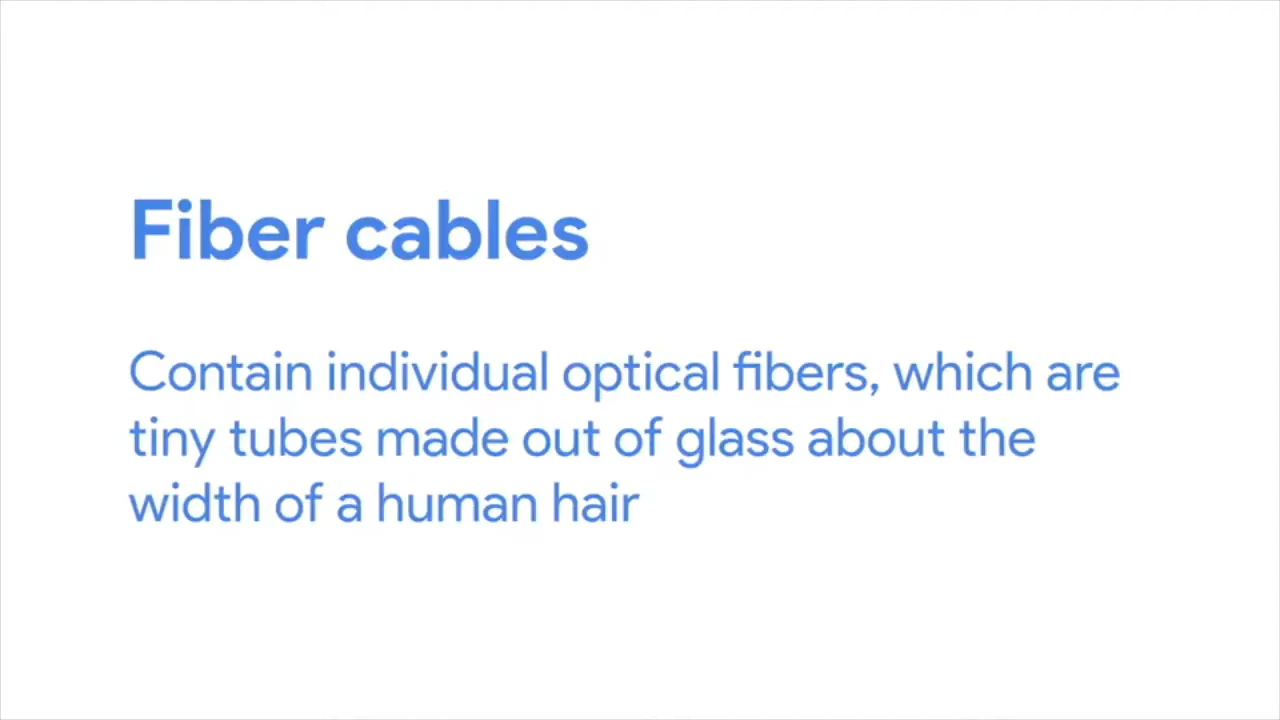 Fiber cables
Contain individual optical fibers, which are
tiny tubes made out of glass about the
width of a human hair